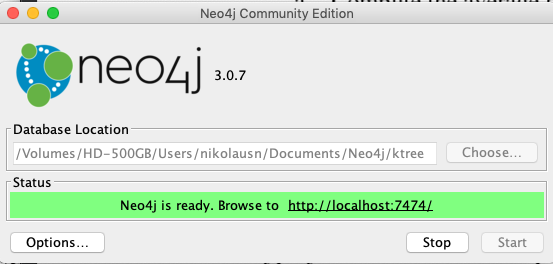 Neo4j Community Edition
neo4j 3.0.7
Database Location
/Volumes/HD-500GB/Users/nikolausn/Documents/Neo4j/ktree Choose...
Status
Neo4j is ready. Browse to http://localhost:7474/
Options... Stop Start